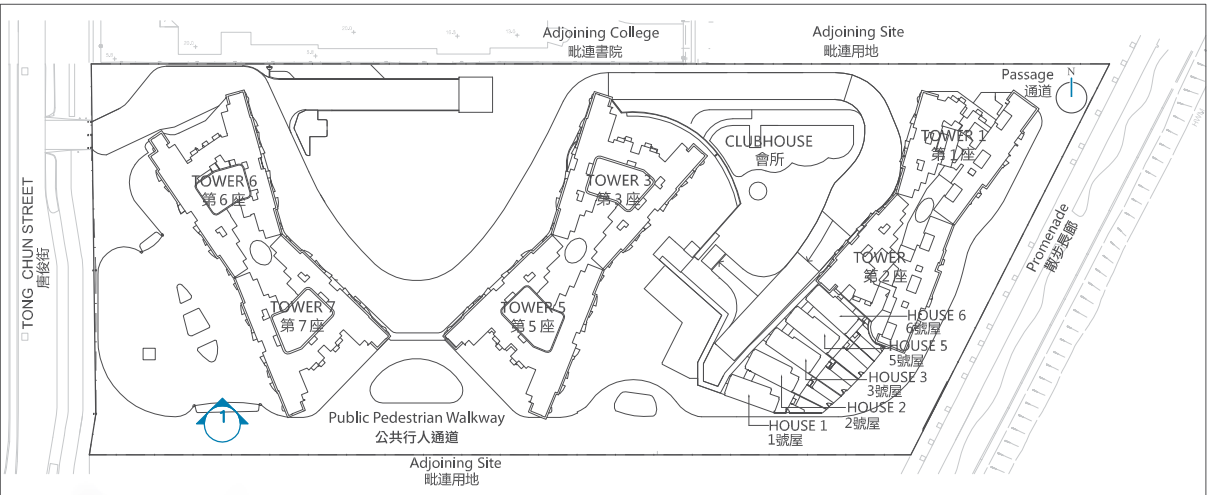 Adjoining College
毗連書院
Adjoining Site
毗連用地
Passage
通道
N
TONG CHUN STREET
唐俊街
TOWER 6
第6座
TOWER 3
第3座
CLUBHOUSE
會所
TOWER 1
第1座
TOWER
第2座
Promenade
散步長廊
TOWER 7
第7座
TOWER 5
第5座
HOUSE 6
6號屋
HOUSE 5
5號屋
HOUSE 3
3號屋
HOUSE 2
2號屋
HOUSE 1
1號屋
1
Public Pedestrian Walkway
公共行人通道
Adjoining Site
毗連用地